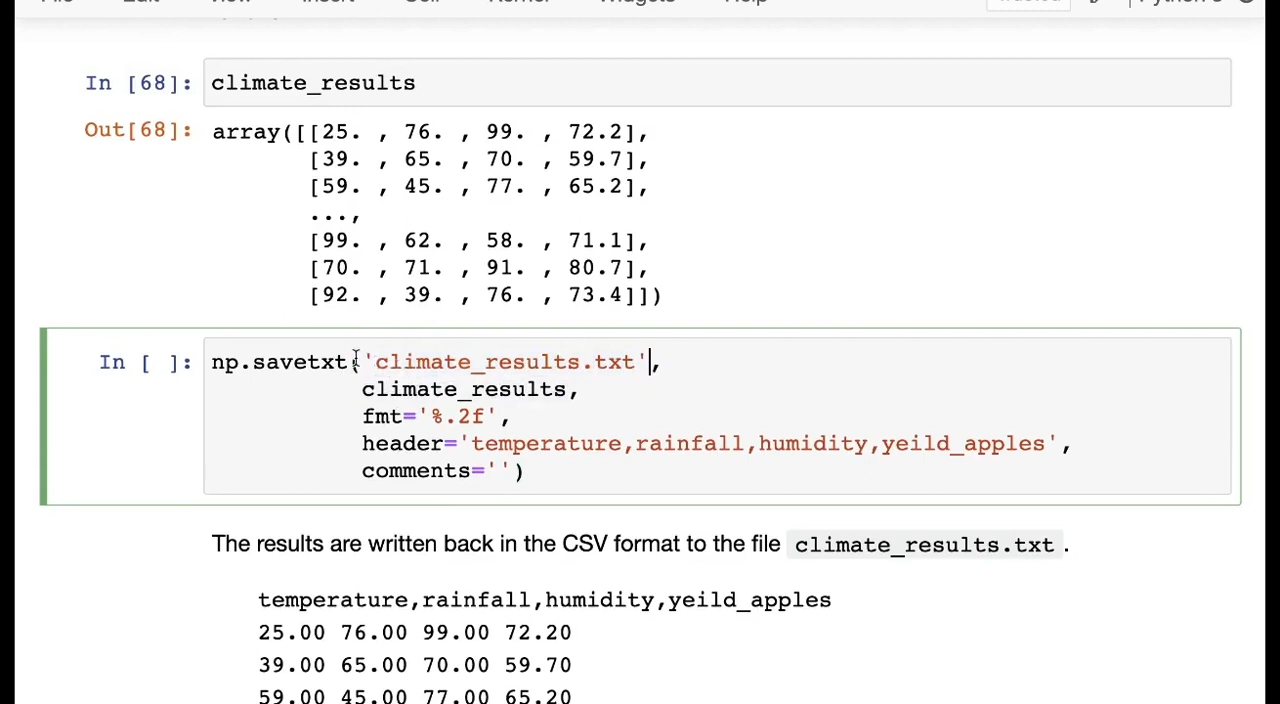 In [68]: climate_results
Out[68]: array([[25. , 76. , 99. , 72.2],
[39. , 65. , 70. , 59.7],
[59. , 45. , 77. , 65.2],
...,
[99. , 62. , 58. , 71.1],
[70. , 71. , 91. , 80.7],
[92. , 39. , 76. , 73.4]])
In [ ]: np.savetxt('climate_results.txt',
climate_results,
fmt='%.2f',
header='temperature,rainfall,humidity,yeild_apples',
comments='')
The results are written back in the CSV format to the file climate_results.txt .
temperature,rainfall,humidity,yeild_apples
25.00 76.00 99.00 72.20
39.00 65.00 70.00 59.70
59.00 45.00 77.00 65.20